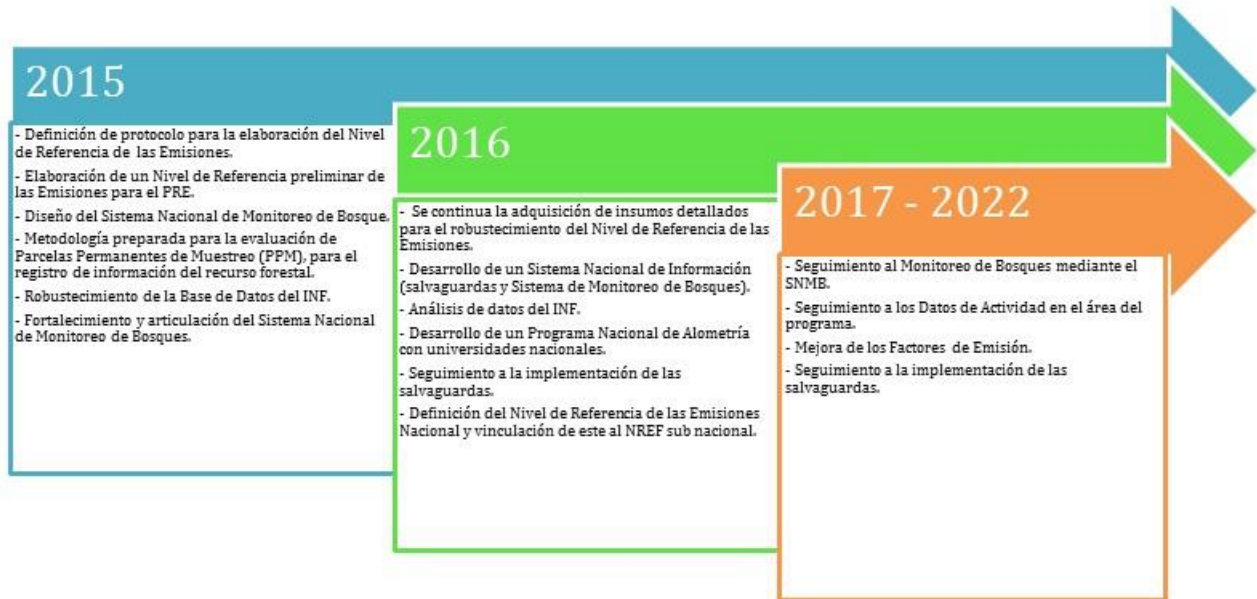 2015
- Definición de protocolo para la elaboración del Nivel
de Referencia de las Emisiones.
- Elaboración de un Nivel de Referencia preliminar de
las Emisiones para el PRE.
- Diseño del Sistema Nacional de Monitoreo de Bosque.
- Metodología preparada para la evaluación de
Parcelas Permanentes de Muestreo (PPM), para el
registro de información del recurso forestal.
- Robustecimiento de la Base de Datos del INF.
- Fortalecimiento y articulación del Sistema Nacional
de Monitoreo de Bosques.
2016
- Se continua la adquisición de insumos detallados
para el robustecimiento del Nivel de Referencia de las
Emisiones.
- Desarrollo de un Sistema Nacional de Información
(salvaguardas y Sistema de Monitoreo de Bosques).
- Análisis de datos del INF.
- Desarrollo de un Programa Nacional de Alometría
con universidades nacionales.
- Seguimiento a la implementación de las
salvaguardas.
- Definición del Nivel de Referencia de las Emisiones
Nacional y vinculación de este al NREF sub nacional.
2017 - 2022
- Seguimiento al Monitoreo de Bosques mediante el
SNMB.
- Seguimiento a los Datos de Actividad en el área del
programa.
- Mejora de los Factores de Emisión.
- Seguimiento a la implementación de las
salvaguardas.